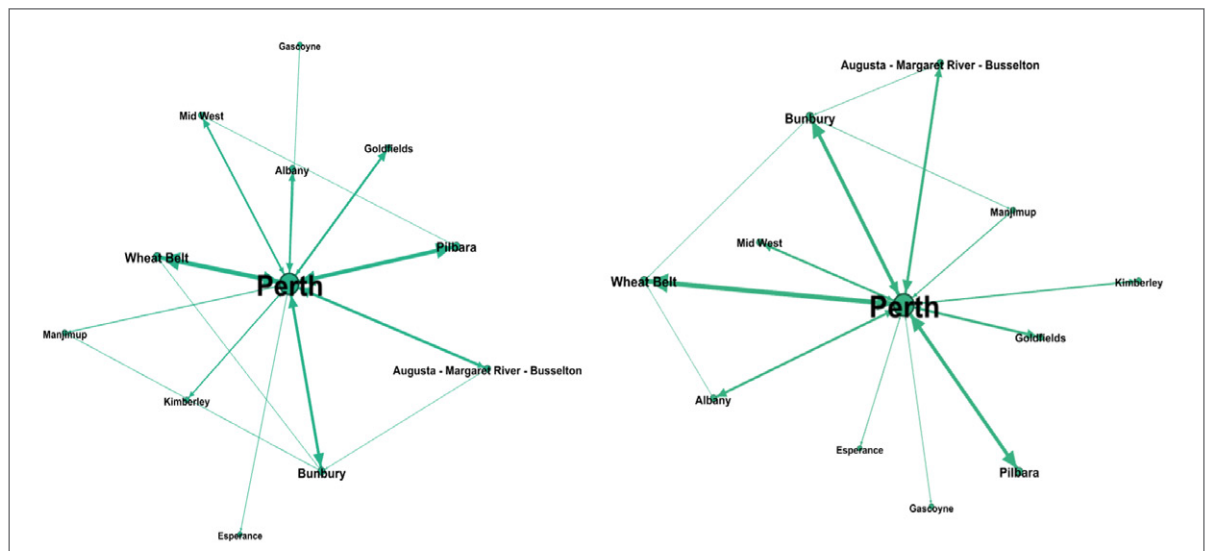 Gascoyne
Mid West
Goldfields
Albany
Pilbara
Wheat Belt
Perth
Manjimup
Augusta - Margaret River - Busselton
Kimberley
Bunbury
Esperance
Augusta - Margaret River - Busselton
Bunbury
Manjimup
Mid West
Wheat Belt
Kimberley
Perth
Goldfields
Albany
Esperance
Pilbara
Gascoyne